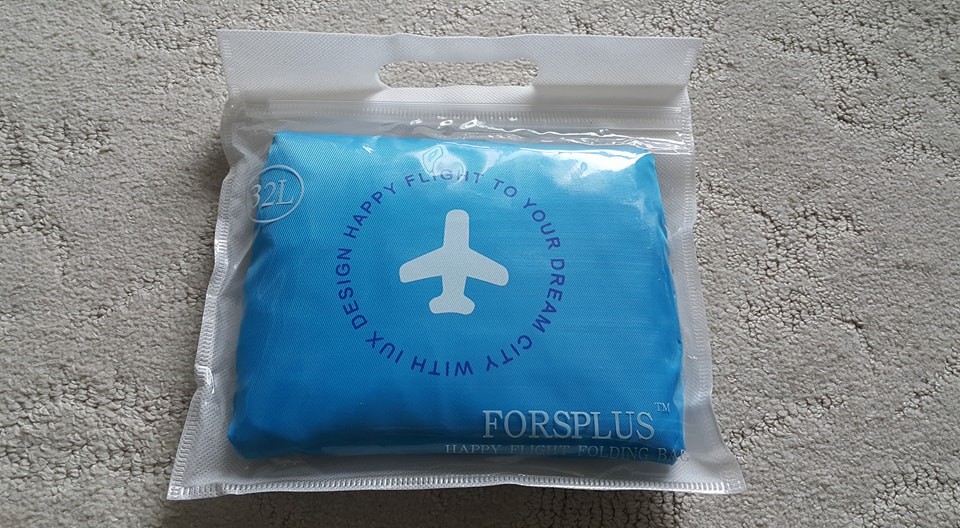 32L
HAPPY FLIGHT TO YOUR DREAM CITY WITH IUX DESIGN
FORSPLUS™
HAPPY FLIGHT FOLDING BAG